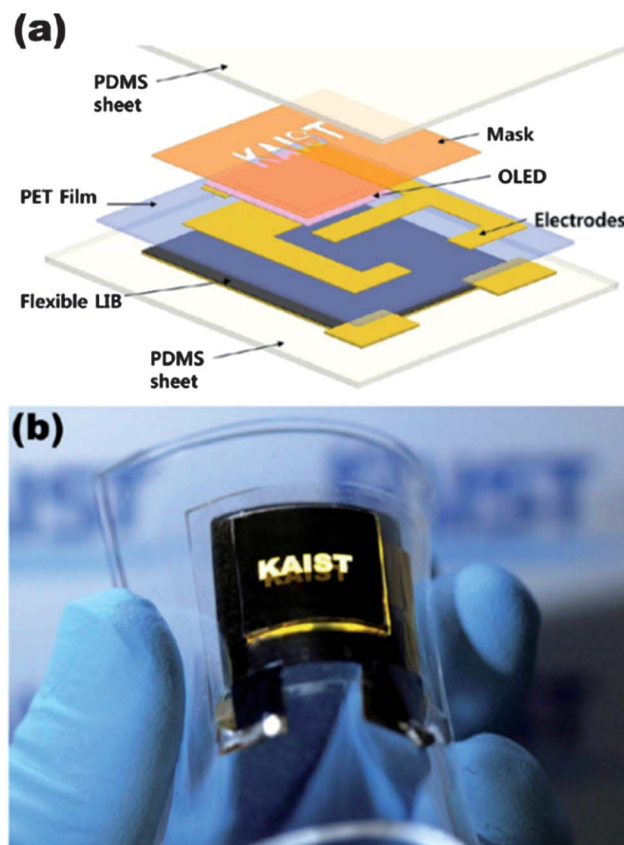 (a)
PDMS
sheet
KAIST
Mask
OLED
PET Film
Electrodes
Flexible LIB
PDMS
sheet
(b)
KAIST
KAIST